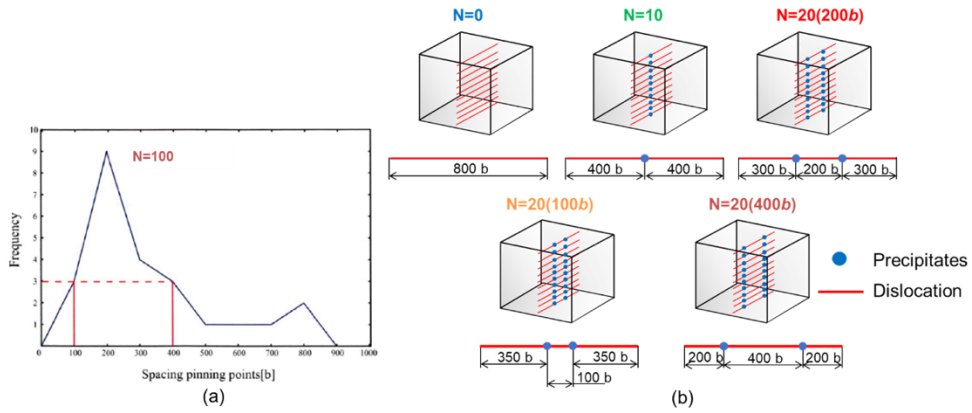 N=100
Frequency
10
9
8
7
6
5
4
3
2
1
0 100 200 300 400 500 600 700 800 900 1000
Spacing pinning points[b]
(a)
N=0
N=10
N=20(200b)
800 b
400 b 400 b
300 b 200 b 300 b
N=20(100b)
N=20(400b)
350 b 350 b
100 b
200 b 400 b 200 b
Precipitates
Dislocation
(b)